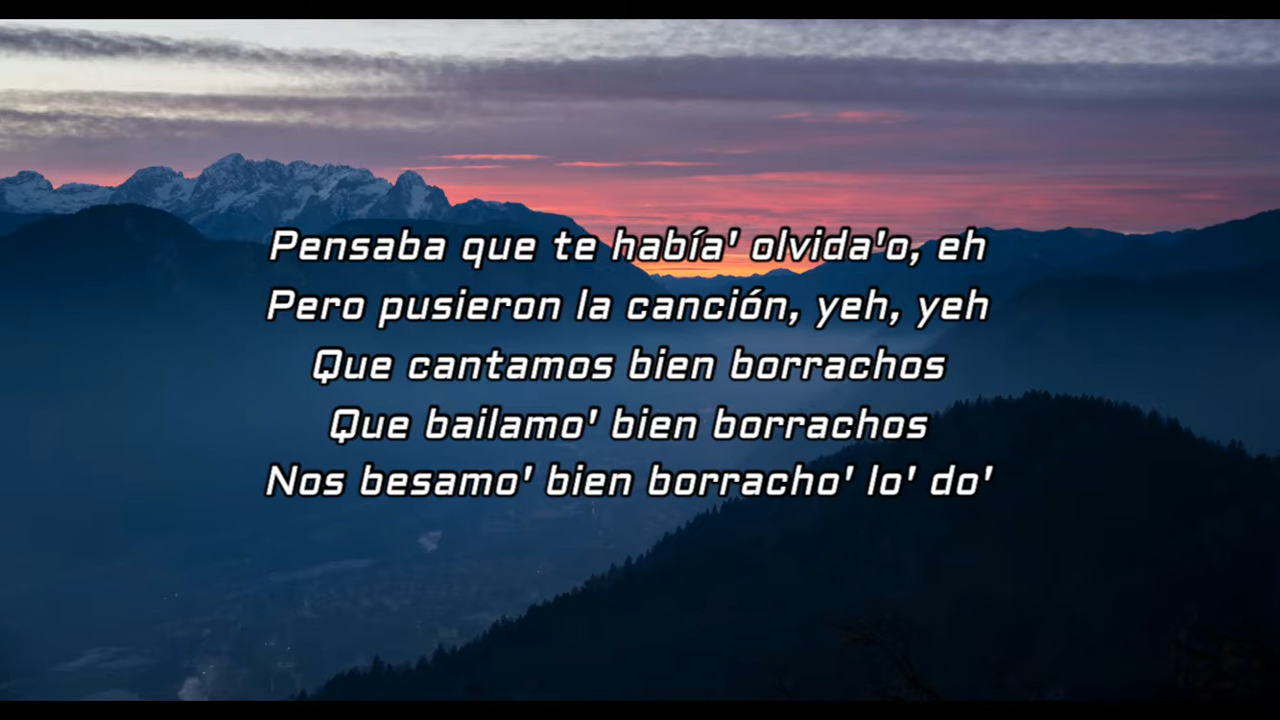 Pensaba que te había' olvida'o, eh
Pero pusieron la canción, yeh, yeh
Que cantamos bien borrachos
Que bailamo' bien borrachos
Nos besamo' bien borracho' lo' do'